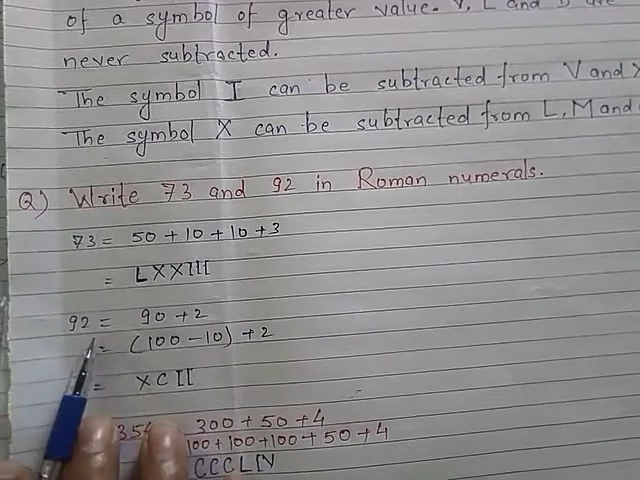 of a symbol of greater value. V, L and D are
never subtracted.
The symbol I can be subtracted from V and X
The symbol X can be subtracted from L, M and
Q) Write 73 and 92 in Roman numerals.
73 = 50+10+10+3
= LXXIII
92 = 90+2
= (100-10)+2
= XCII
354 300+50+4
100+100+100+50+4
CCCLIV